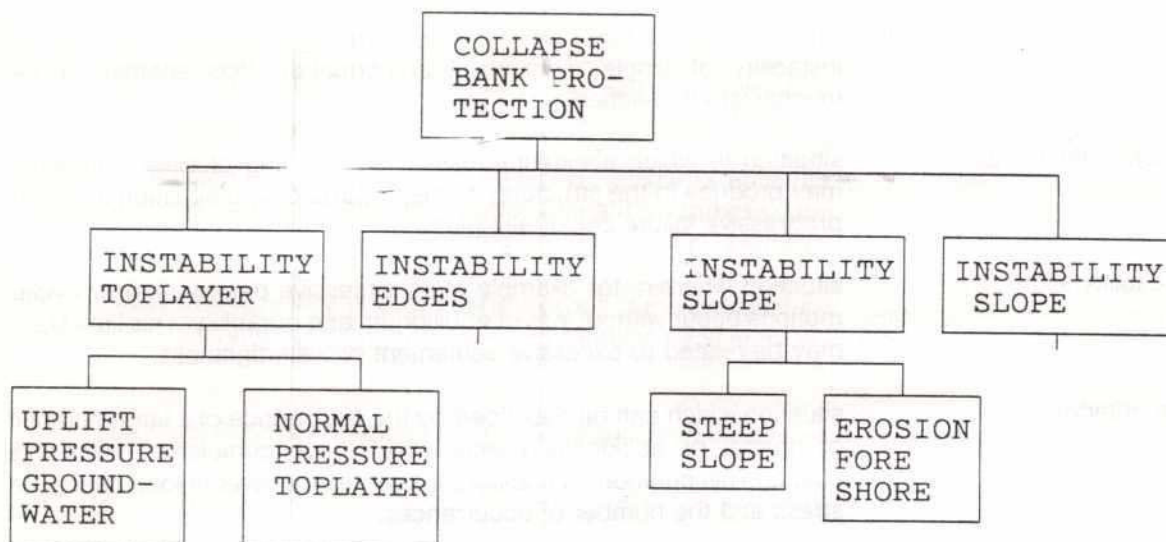 COLLAPSE
BANK PRO-
TECTION
INSTABILITY
TOPLAYER
INSTABILITY
EDGES
INSTABILITY
SLOPE
INSTABILITY
SLOPE
UPLIFT
PRESSURE
GROUND-
WATER
NORMAL
PRESSURE
TOPLAYER
STEEP
SLOPE
EROSION
FORE
SHORE